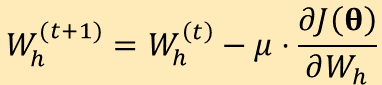 W_h^{(t+1)} = W_h^{(t)} − μ · ∂J(θ)/∂W_h